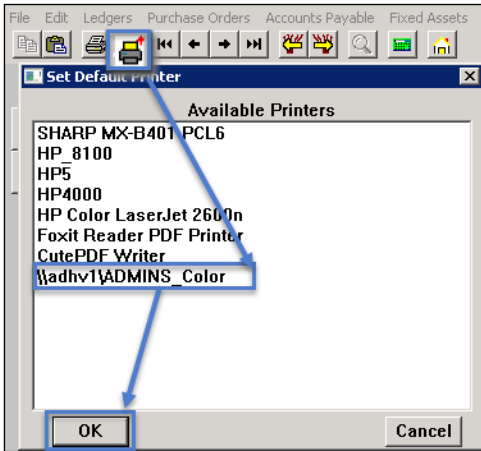 File Edit Ledgers Purchase Orders Accounts Payable Fixed Assets
Set Default Printer
Available Printers
SHARP MX-B401 PCL6
HP_8100
HP5
HP4000
HP Color LaserJet 2600n
Foxit Reader PDF Printer
CutePDF Writer
\\adhv1\ADMINS_Color
OK
Cancel